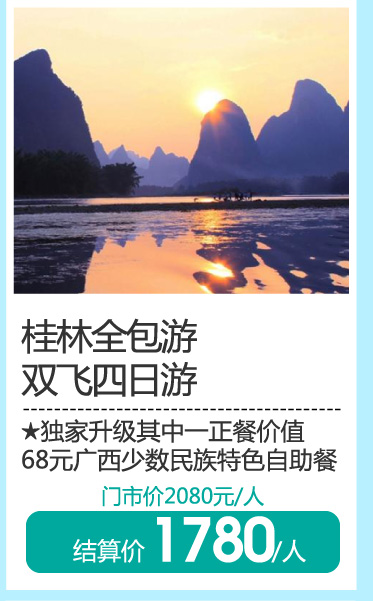 桂林全包游
双飞四日游
★独家升级其中一正餐价值
68元广西少数民族特色自助餐
门市价2080元/人
结算价 1780/人